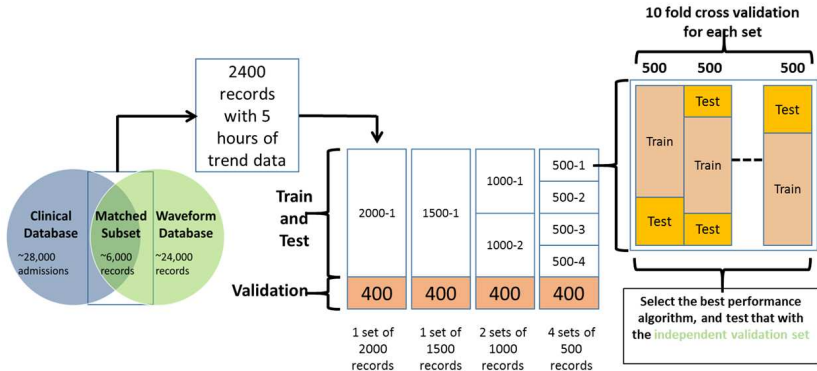 10 fold cross validation
for each set
500
500
500
Test
Test
Train
Train
Train
Test
Test
Select the best performance
algorithm, and test that with
the independent validation set
2400
records
with 5
hours of
trend data
Clinical
Database
~28,000
admissions
Matched
Subset
~6,000
records
Waveform
Database
~24,000
records
Train
and
Test
Validation
2000-1
1500-1
1000-1
1000-2
500-1
500-2
500-3
500-4
400
400
400
400
1 set of
2000
records
1 set of
1500
records
2 sets of
1000
records
4 sets of
500
records